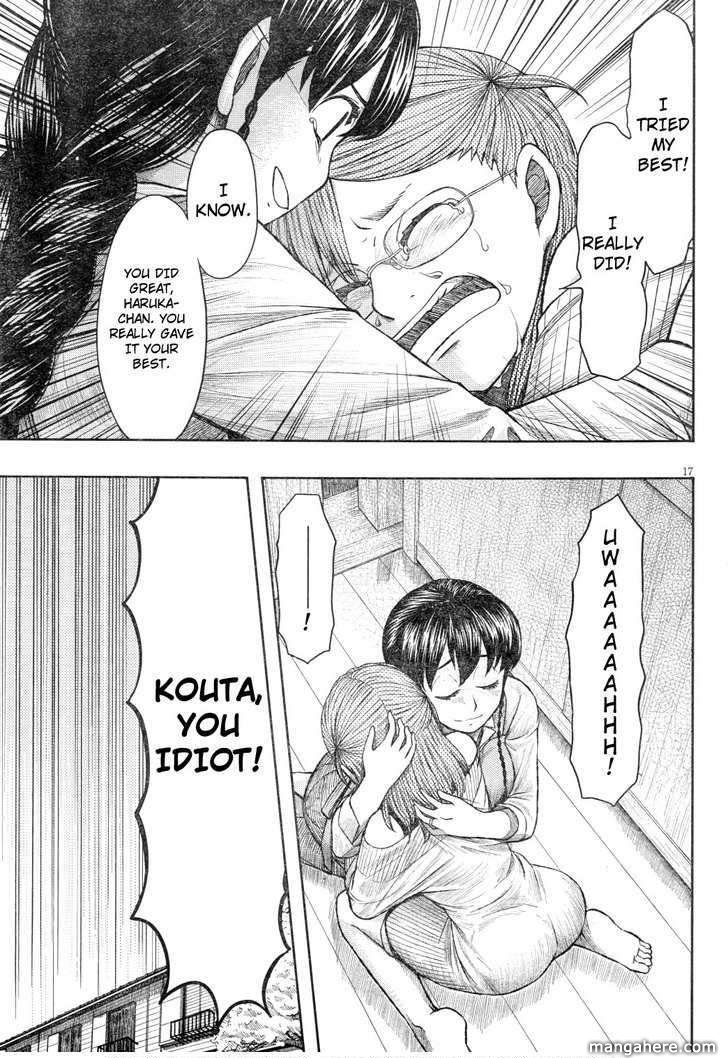 I
TRIED
MY
BEST!
I
REALLY
DID!
I
KNOW.
YOU DID
GREAT,
HARUKA-
CHAN. YOU
REALLY GAVE
IT YOUR
BEST.
17
UWAAAAAAHHH!
!
KOUTA,
YOU
IDIOT!
mangahere.com